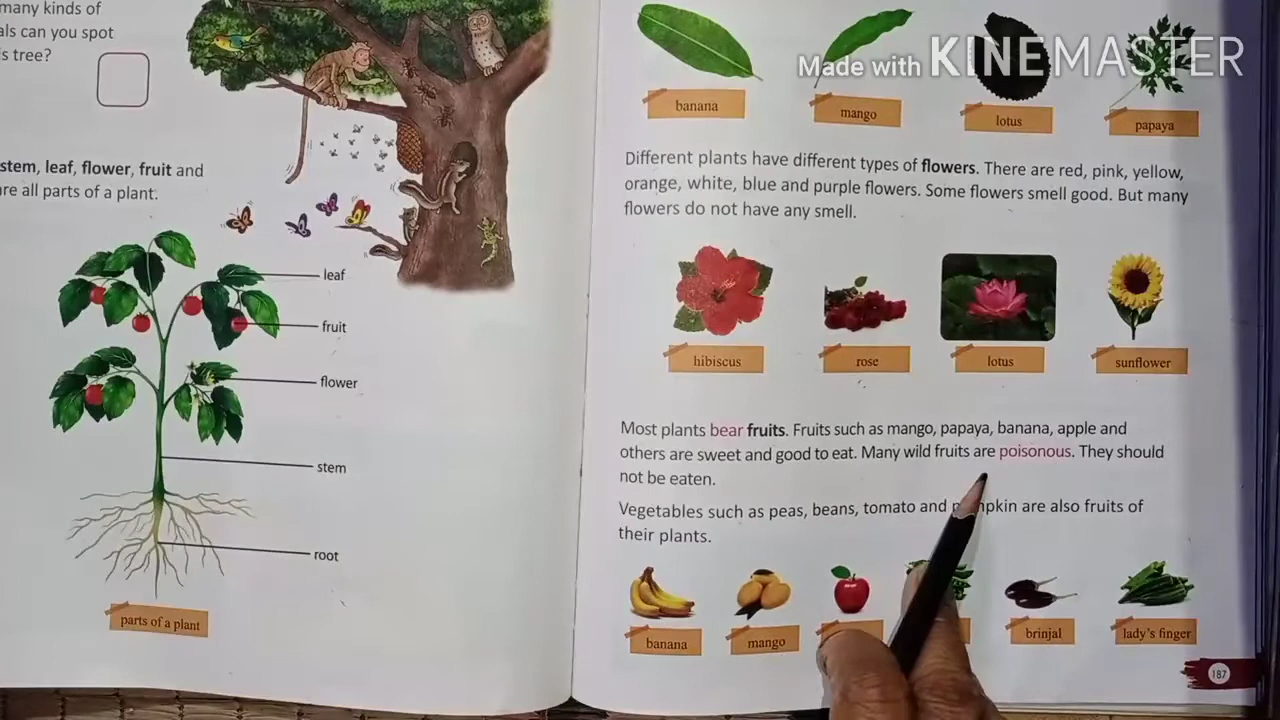 many kinds of
als can you spot
is tree?
stem, leaf, flower, fruit and
re all parts of a plant.
leaf
fruit
flower
stem
root
parts of a plant
Made with KINEMASTER
banana
mango
lotus
papaya
Different plants have different types of flowers. There are red, pink, yellow,
orange, white, blue and purple flowers. Some flowers smell good. But many
flowers do not have any smell.
hibiscus
rose
lotus
sunflower
Most plants bear fruits. Fruits such as mango, papaya, banana, apple and
others are sweet and good to eat. Many wild fruits are poisonous. They should
not be eaten.
Vegetables such as peas, beans, tomato and pumpkin are also fruits of
their plants.
banana
mango
brinjal
lady's finger
187